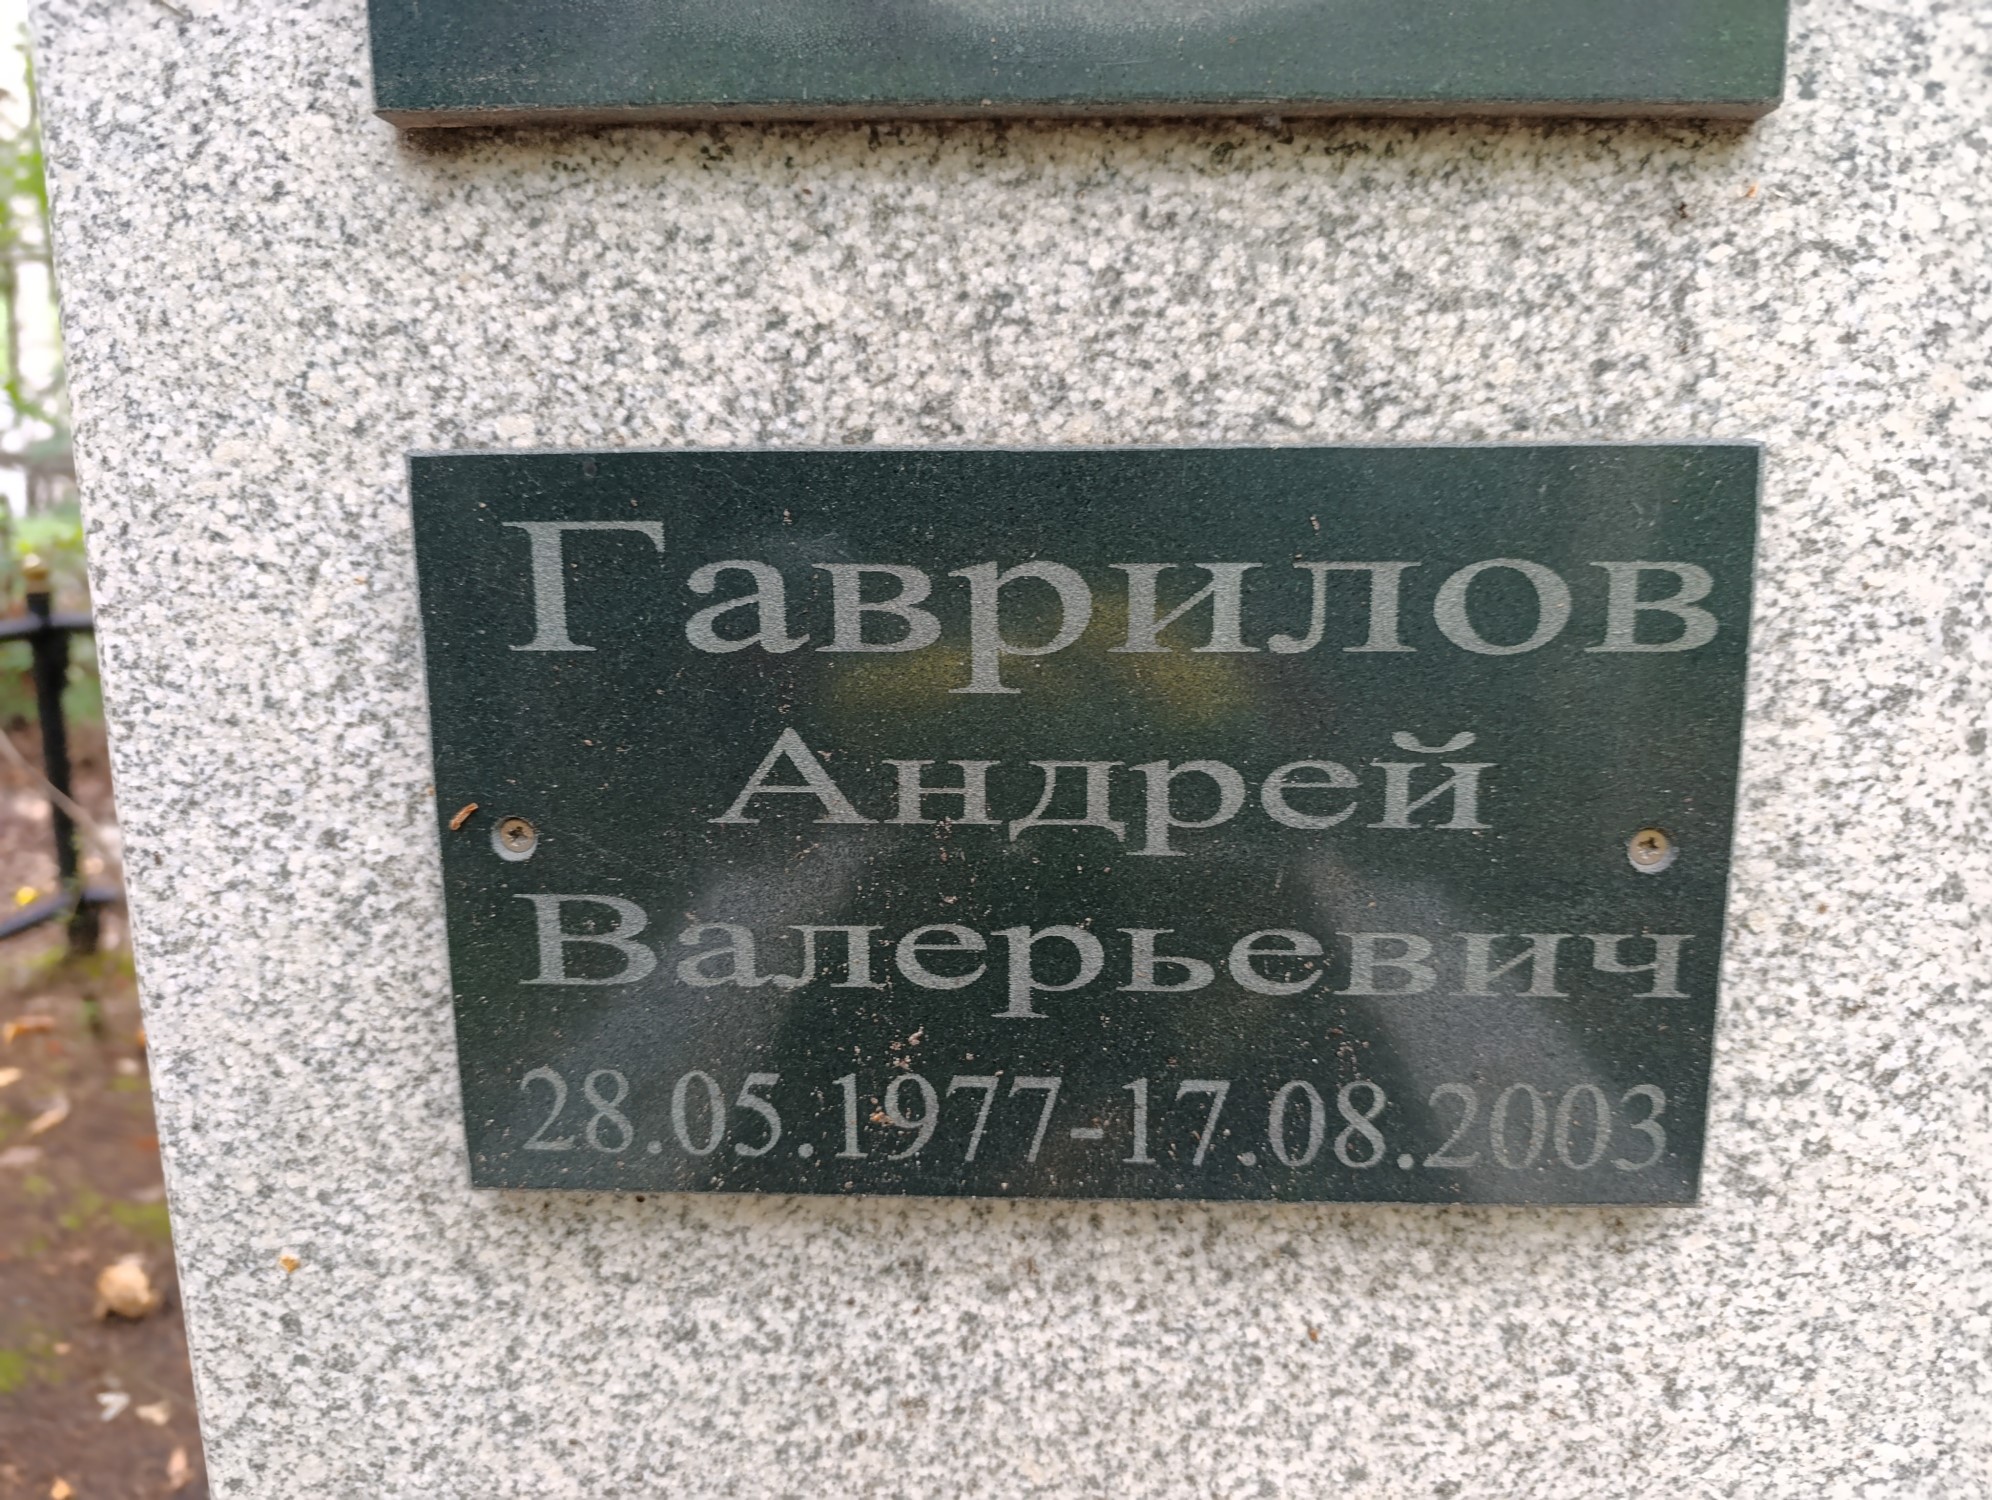 Гаврилов
Андрей
Валерьевич
28.05.1977-17.08.2003